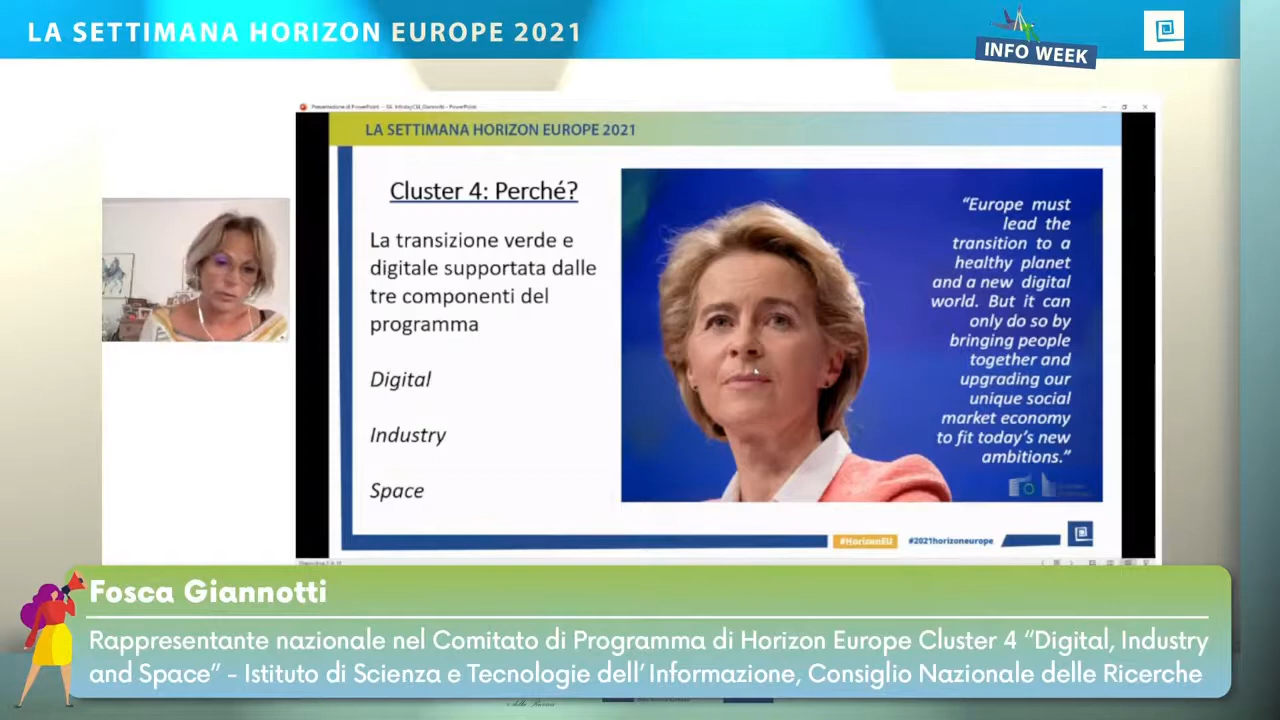 LA SETTIMANA HORIZON EUROPE 2021
INFO WEEK
Presentazione di PowerPoint
PowerPoint
LA SETTIMANA HORIZON EUROPE 2021
Cluster 4: Perché?
La transizione verde e
digitale supportata dalle
tre componenti del
programma
Digital
Industry
Space
“Europe must
lead the
transition to a
healthy planet
and a new digital
world. But it can
only do so by
bringing people
together and
upgrading our
unique social
market economy
to fit today’s new
ambitions.”
#HorizonEU
#2021horizoneurope
Fosca Giannotti
Rappresentante nazionale nel Comitato di Programma di Horizon Europe Cluster 4 “Digital, Industry
and Space” - Istituto di Scienza e Tecnologie dell’Informazione, Consiglio Nazionale delle Ricerche